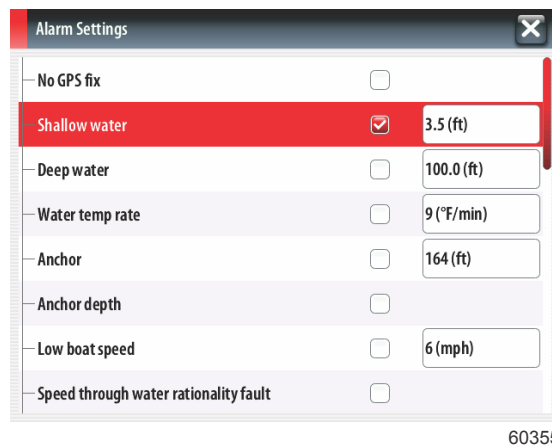 Alarm Settings
No GPS fix
Shallow water 3.5 (ft)
Deep water 100.0 (ft)
Water temp rate 9 (°F/min)
Anchor 164 (ft)
Anchor depth
Low boat speed 6 (mph)
Speed through water rationality fault
60355